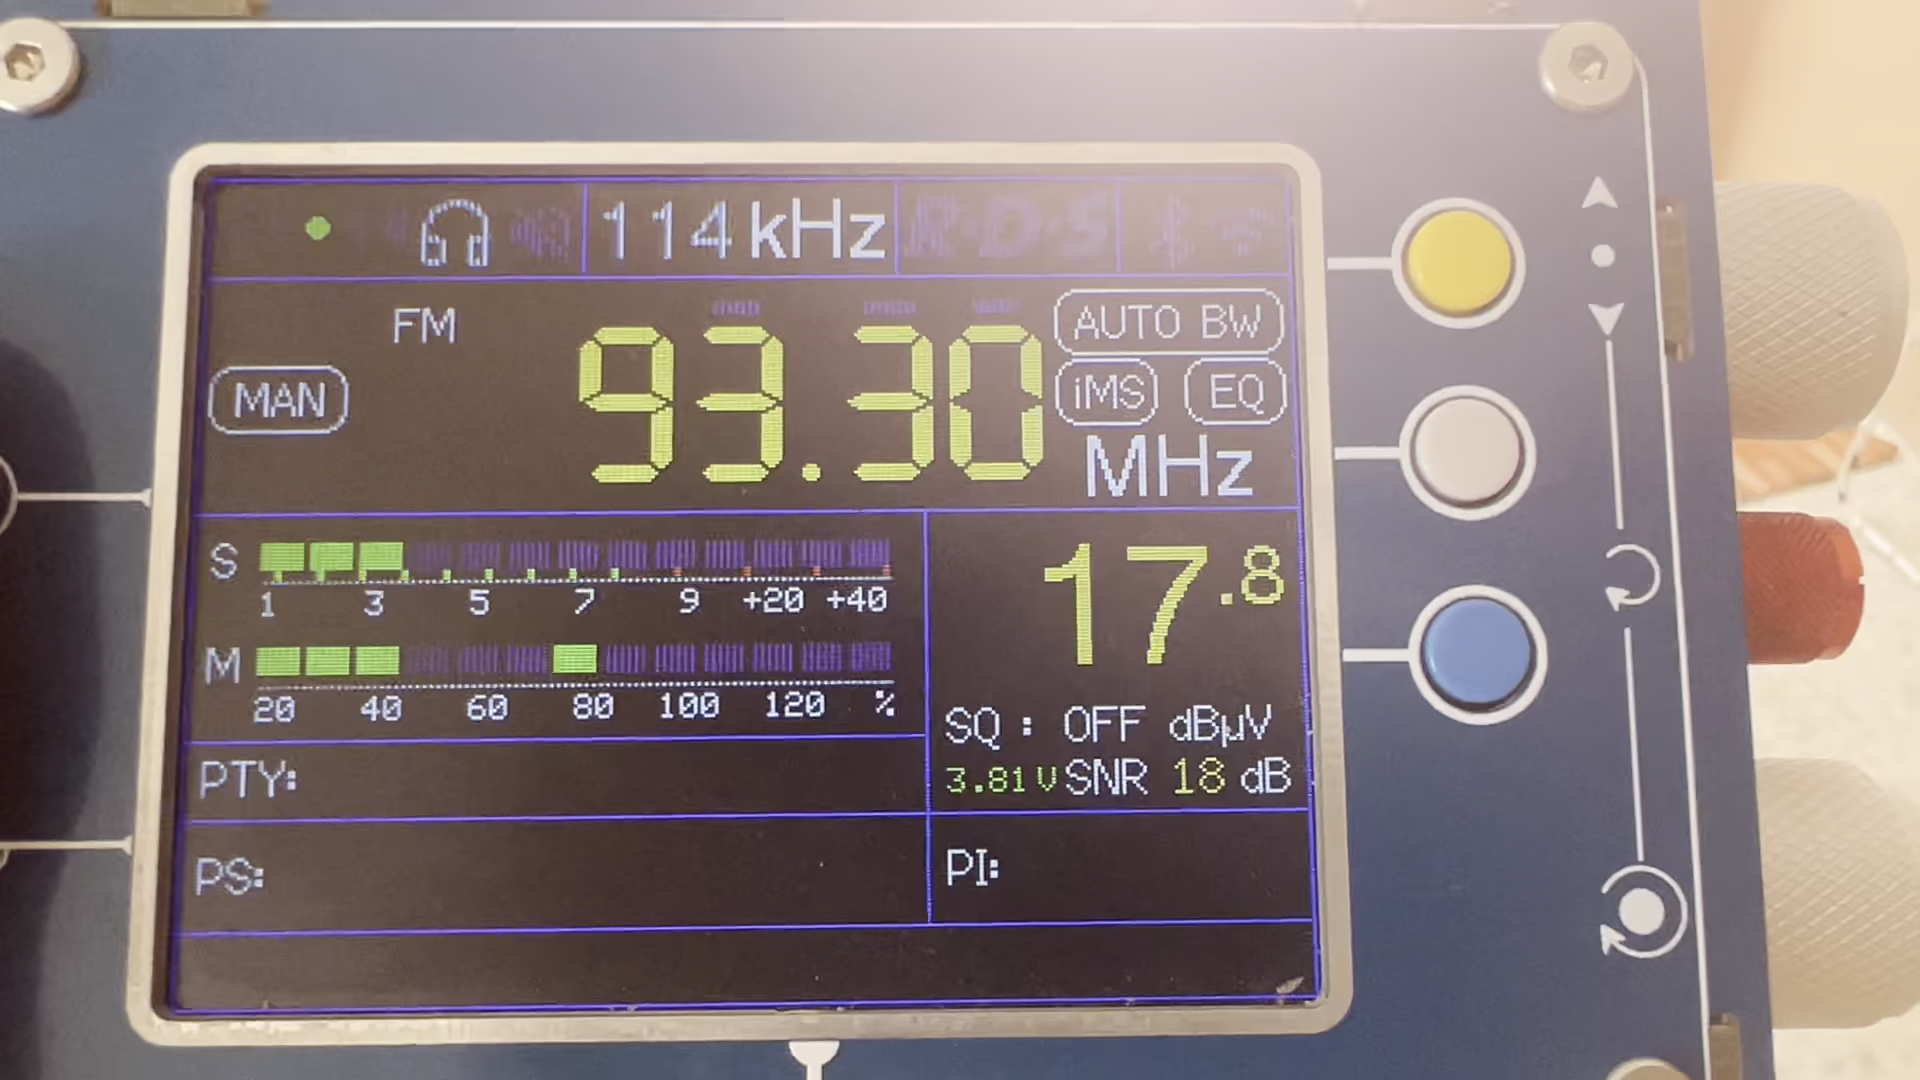 114 kHz R·D·S
FM 93.30 MHz
AUTO BW
MAN
iMS EQ
S
1 3 5 7 9 +20 +40
M
20 40 60 80 100 120 %
17.8
SQ : OFF dBµV
3.81V SNR 18 dB
PTY:
PS:
PI: